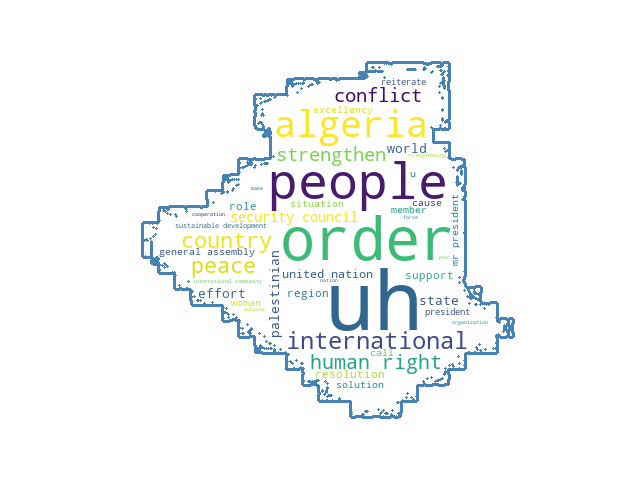 reiterate
conflict
excellency
algeria
strengthen
world
strengthening
people
u
make
role
situation
cause
cooperation
security council
member
force
sustainable development
order
mr president
country
general assembly
peace
palestinian
united nation
support
international community
nation
year
effort
region
uh
state
woman
achieve
president
organization
international
call
human right
resolution
solution